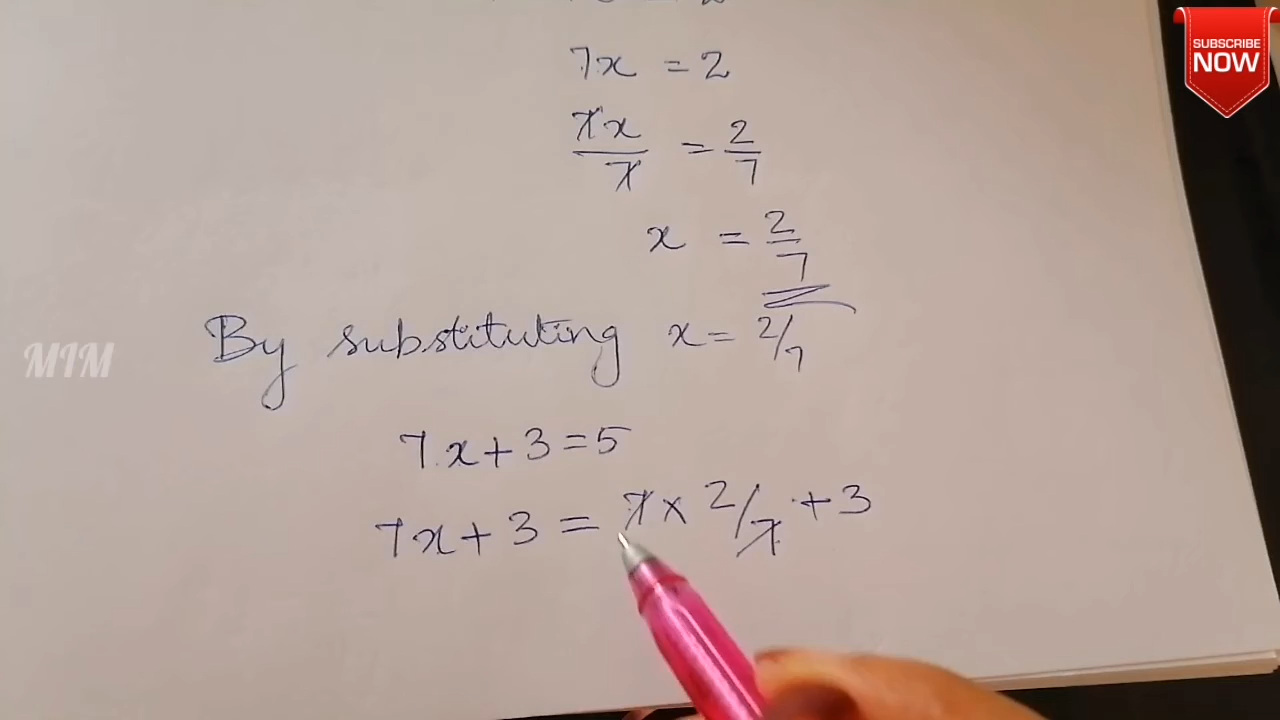 SUBSCRIBE
NOW
7x = 2
7x/7 = 2/7
x = 2/7
By substituting x = 2/7
MIM
7x + 3 = 5
7x + 3 = 7 × 2/7 + 3